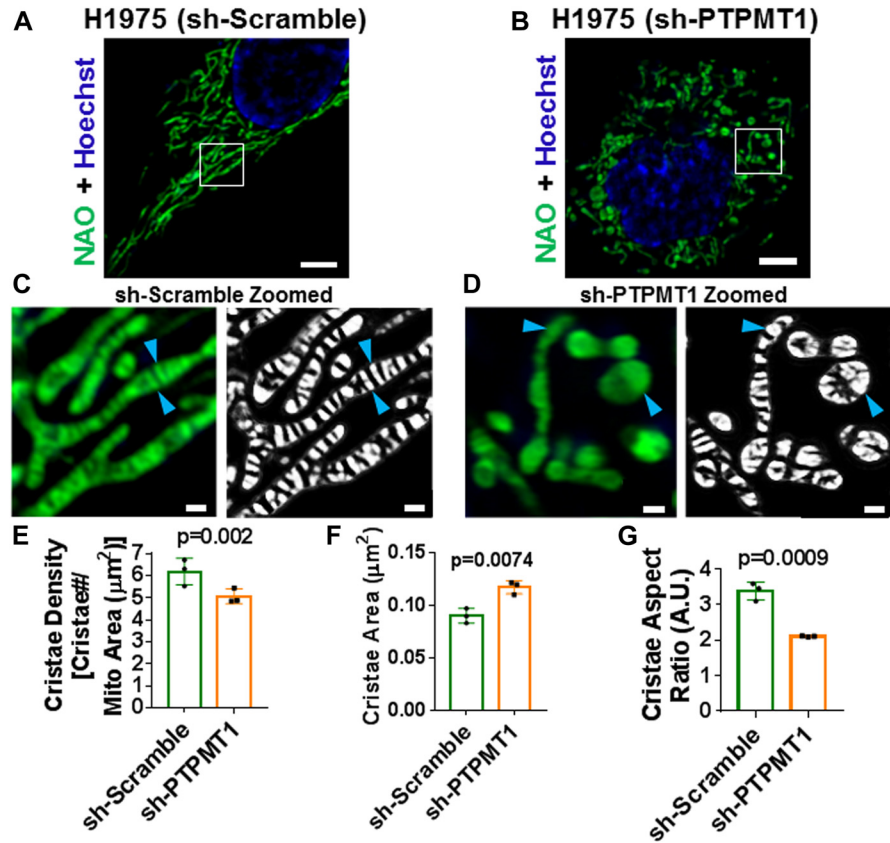 A
H1975 (sh-Scramble)
NAO + Hoechst
B
H1975 (sh-PTPMT1)
NAO + Hoechst
C
sh-Scramble Zoomed
D
sh-PTPMT1 Zoomed
E
p=0.002
Cristae Density
[Cristae#/
Mito Area (μm²)]
7
6
5
4
3
2
1
0
sh-Scramble
sh-PTPMT1
F
p=0.0074
Cristae Area (μm²)
0.15
0.10
0.05
0.00
sh-Scramble
sh-PTPMT1
G
p=0.0009
Cristae Aspect
Ratio (A.U.)
4
3
2
1
0
sh-Scramble
sh-PTPMT1